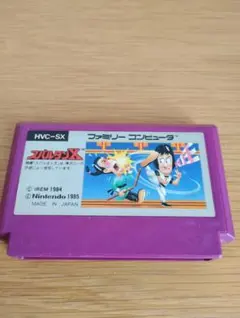 HVC-SX
ファミリー コンピュータ
スパルタンX
© IREM 1984
© Nintendo 1985
MADE IN JAPAN